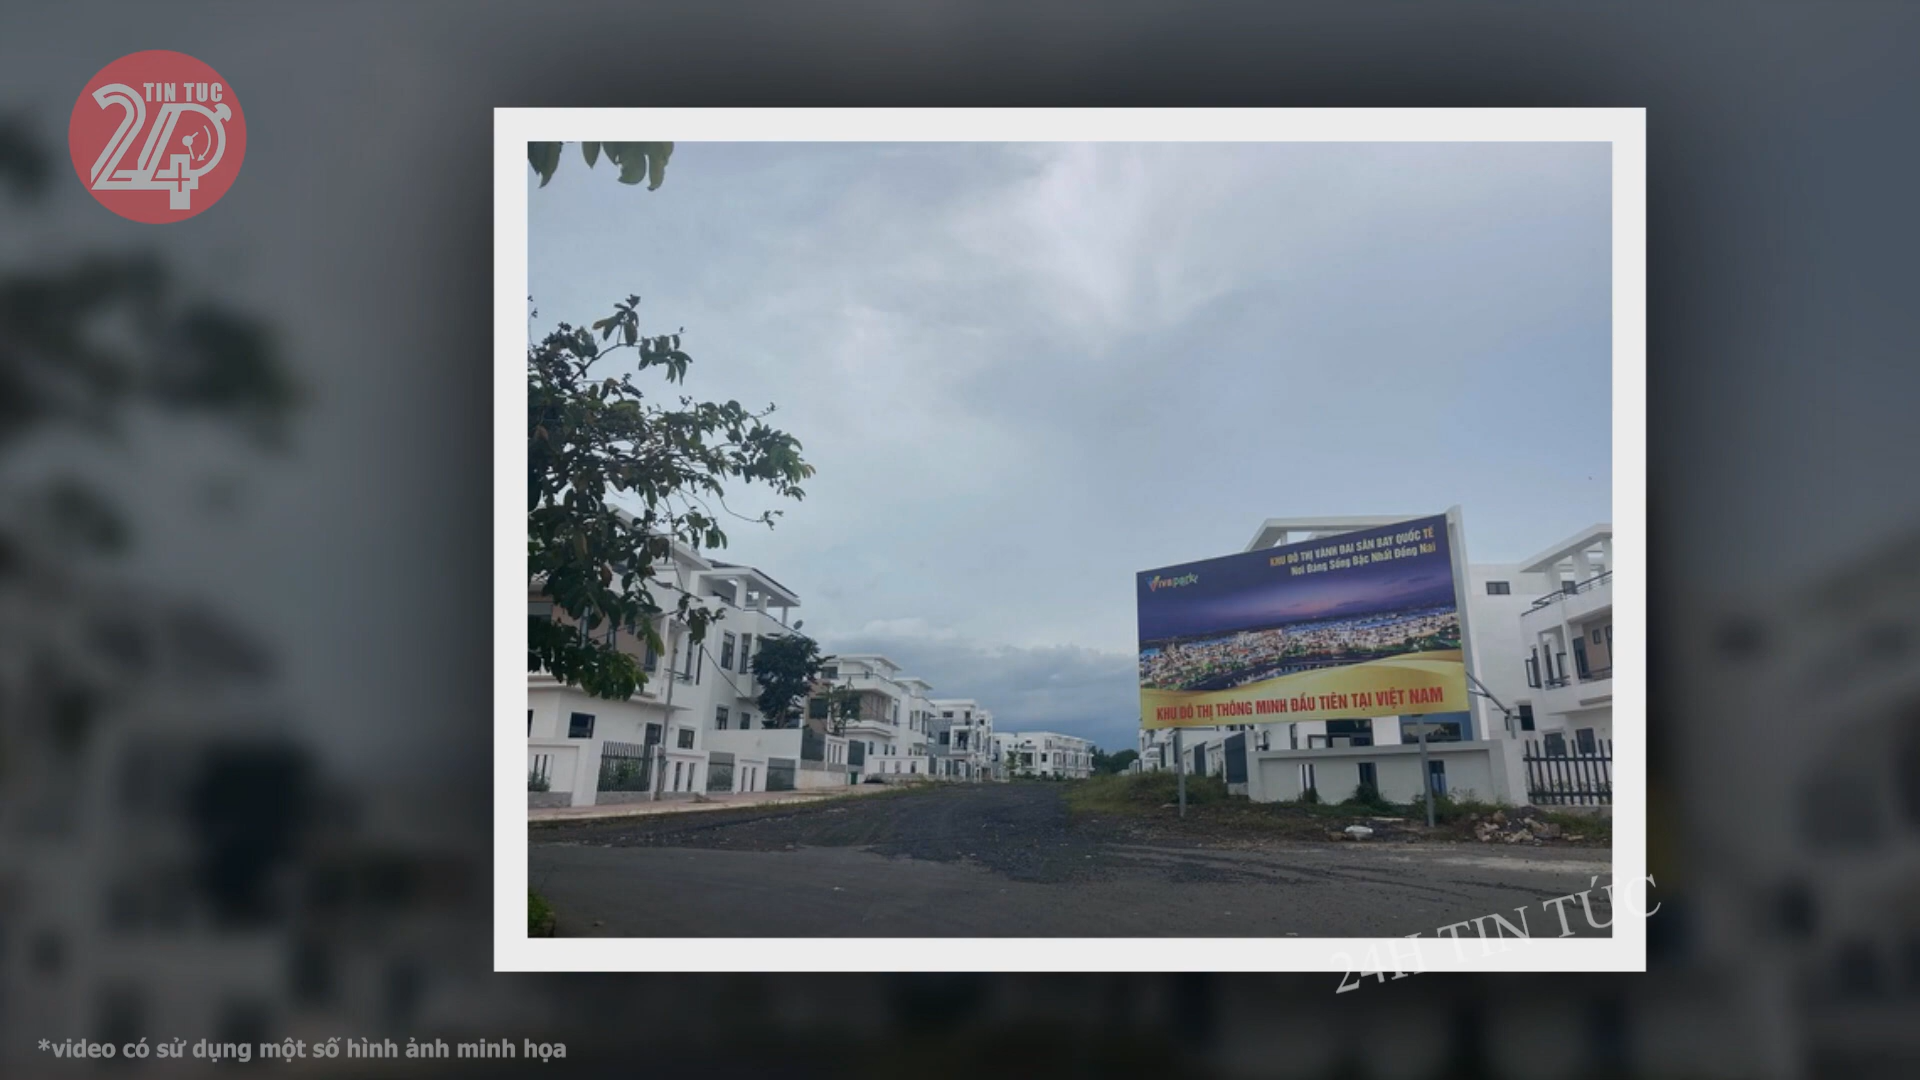 TIN TUC
24
KHU ĐÔ THỊ VÀNH ĐAI SÂN BAY QUỐC TẾ
Nơi Đáng Sống Bậc Nhất Đồng Nai
Vivapark
KHU ĐÔ THỊ THÔNG MINH ĐẦU TIÊN TẠI VIỆT NAM
24H TIN TỨC
*video có sử dụng một số hình ảnh minh họa